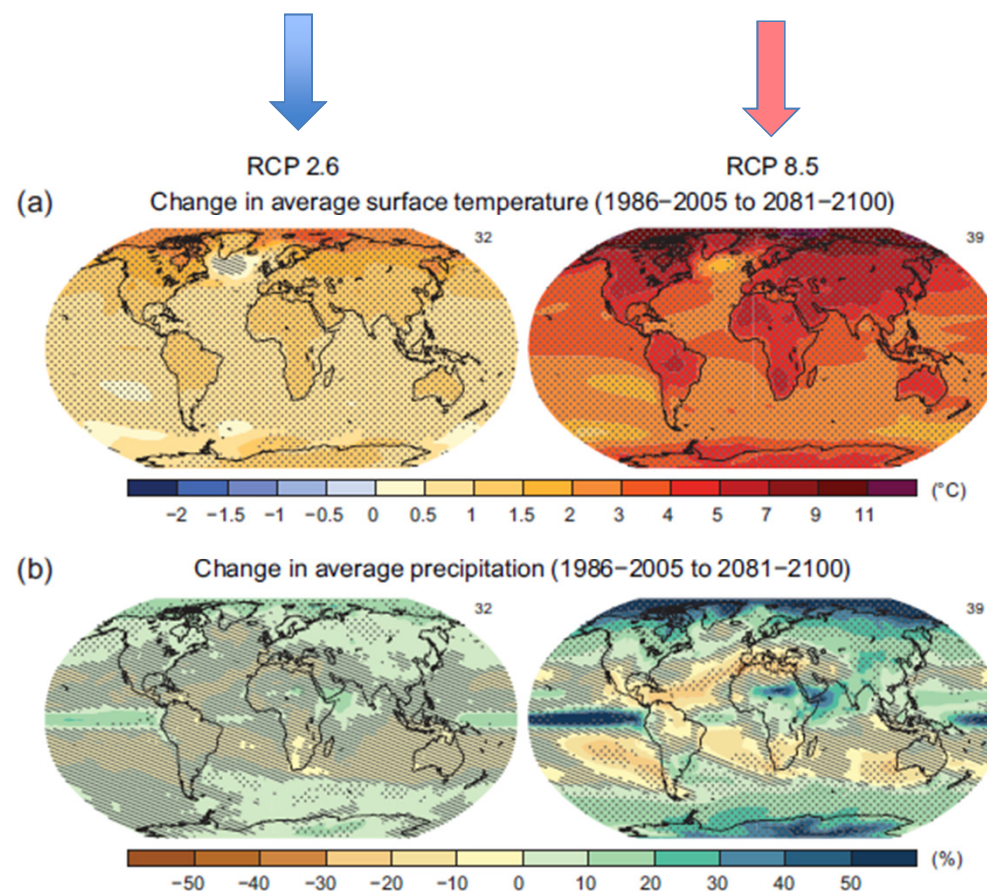 RCP 2.6 RCP 8.5
(a) Change in average surface temperature (1986−2005 to 2081−2100)
32 39
−2 −1.5 −1 −0.5 0 0.5 1 1.5 2 3 4 5 7 9 11 (°C)
(b) Change in average precipitation (1986−2005 to 2081−2100)
32 39
−50 −40 −30 −20 −10 0 10 20 30 40 50 (%)